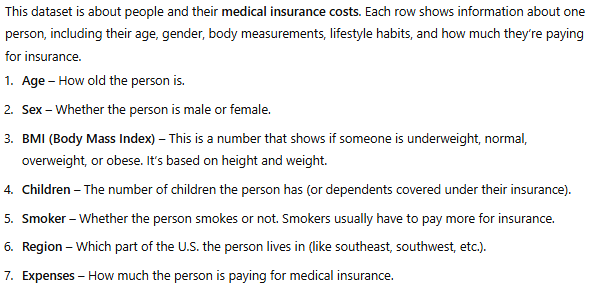 This dataset is about people and their medical insurance costs. Each row shows information about one
person, including their age, gender, body measurements, lifestyle habits, and how much they're paying
for insurance.
1. Age – How old the person is.
2. Sex – Whether the person is male or female.
3. BMI (Body Mass Index) – This is a number that shows if someone is underweight, normal,
overweight, or obese. It's based on height and weight.
4. Children – The number of children the person has (or dependents covered under their insurance).
5. Smoker – Whether the person smokes or not. Smokers usually have to pay more for insurance.
6. Region – Which part of the U.S. the person lives in (like southeast, southwest, etc.).
7. Expenses – How much the person is paying for medical insurance.